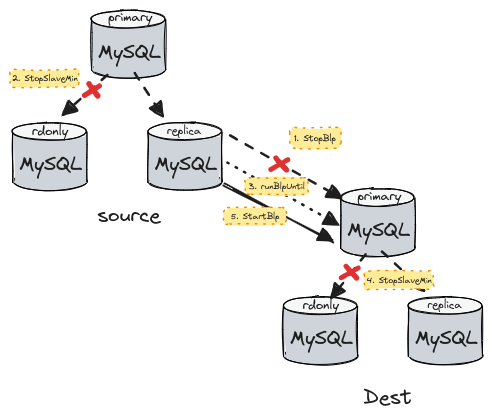 primary
MySQL
2. StopSlaveMin
rdonly
MySQL
replica
MySQL
1. StopBlp
3. runBlpUntil
5. StartBlp
source
primary
MySQL
4. StopSlaveMin
rdonly
MySQL
replica
MySQL
Dest